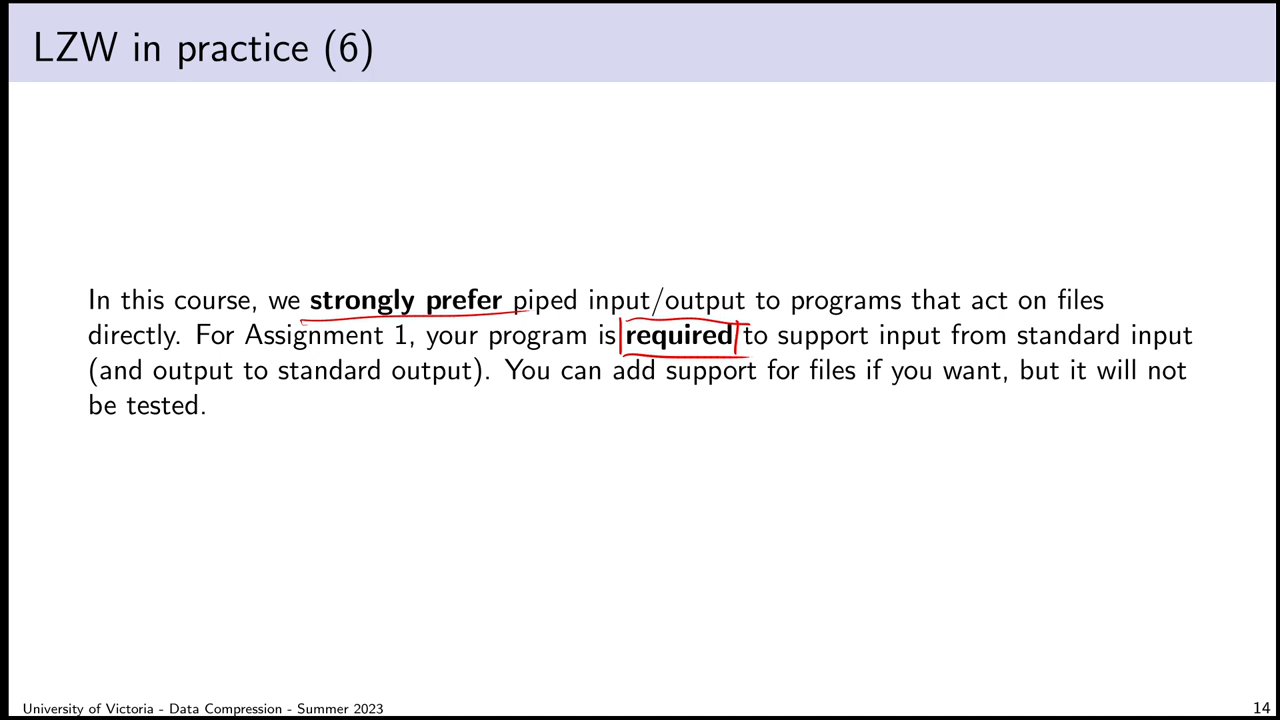 LZW in practice (6)
In this course, we strongly prefer piped input/output to programs that act on files
directly. For Assignment 1, your program is required to support input from standard input
(and output to standard output). You can add support for files if you want, but it will not
be tested.
University of Victoria - Data Compression - Summer 2023
14